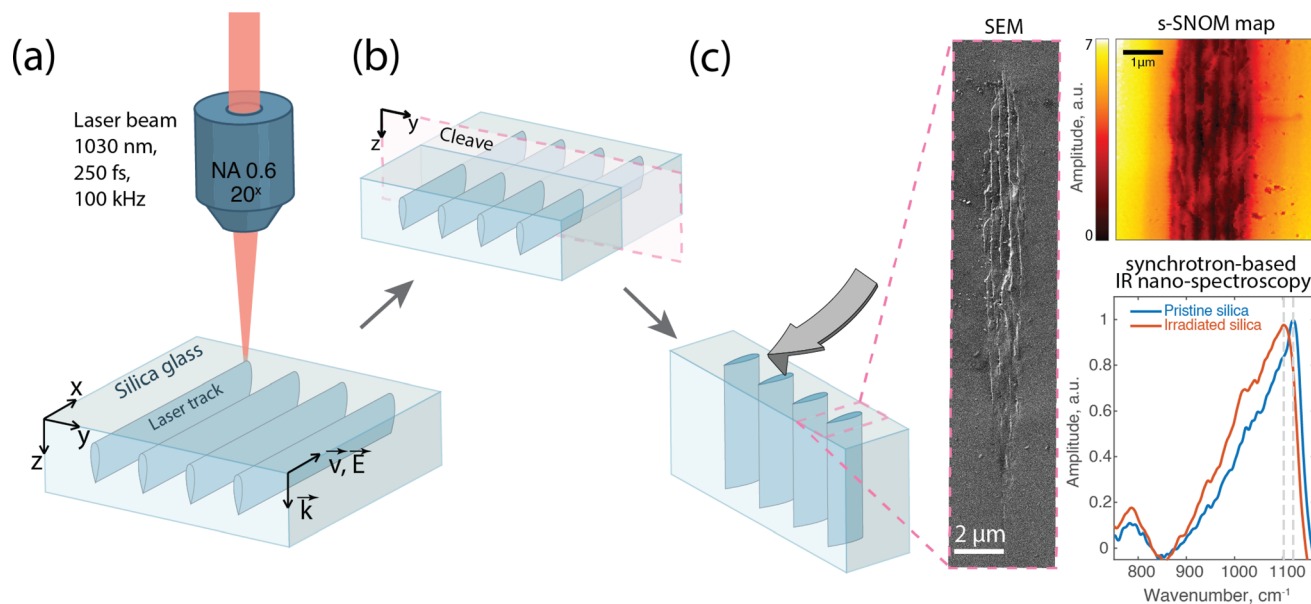 (a)
Laser beam
1030 nm,
250 fs,
100 kHz
NA 0.6
20ˣ
Silica glass
Laser track
x
y
z
v, E
k
(b)
y
z
Cleave
(c)
SEM
2 μm
s-SNOM map
7
Amplitude, a.u.
0
1μm
synchrotron-based
IR nano-spectroscopy
Pristine silica
Irradiated silica
Amplitude, a.u.
1
0.8
0.6
0.4
0.2
0
800
900
1000
1100
Wavenumber, cm⁻¹